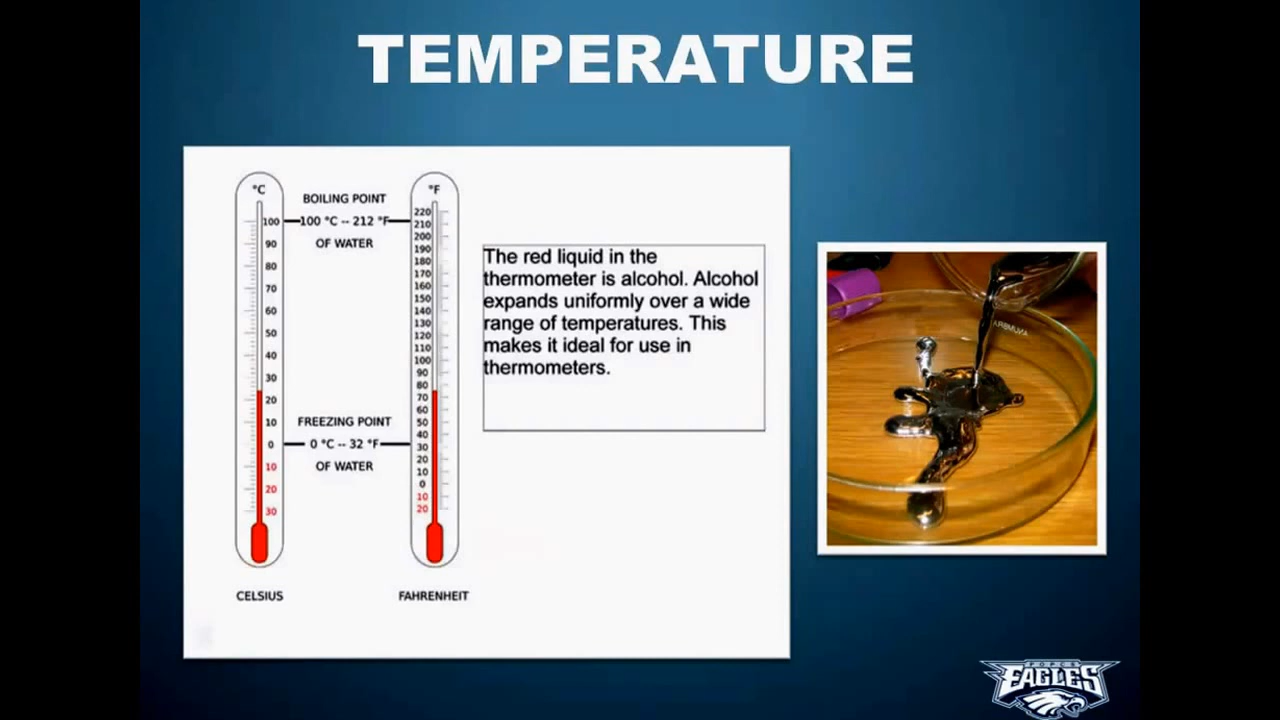 TEMPERATURE
°C
100
90
80
70
60
50
40
30
20
10
0
10
20
30
CELSIUS
BOILING POINT
100 °C -- 212 °F
OF WATER
FREEZING POINT
0 °C -- 32 °F
OF WATER
°F
220
210
200
190
180
170
160
150
140
130
120
110
100
90
80
70
60
50
40
30
20
10
0
10
20
FAHRENHEIT
The red liquid in the
thermometer is alcohol. Alcohol
expands uniformly over a wide
range of temperatures. This
makes it ideal for use in
thermometers.
EAGLES